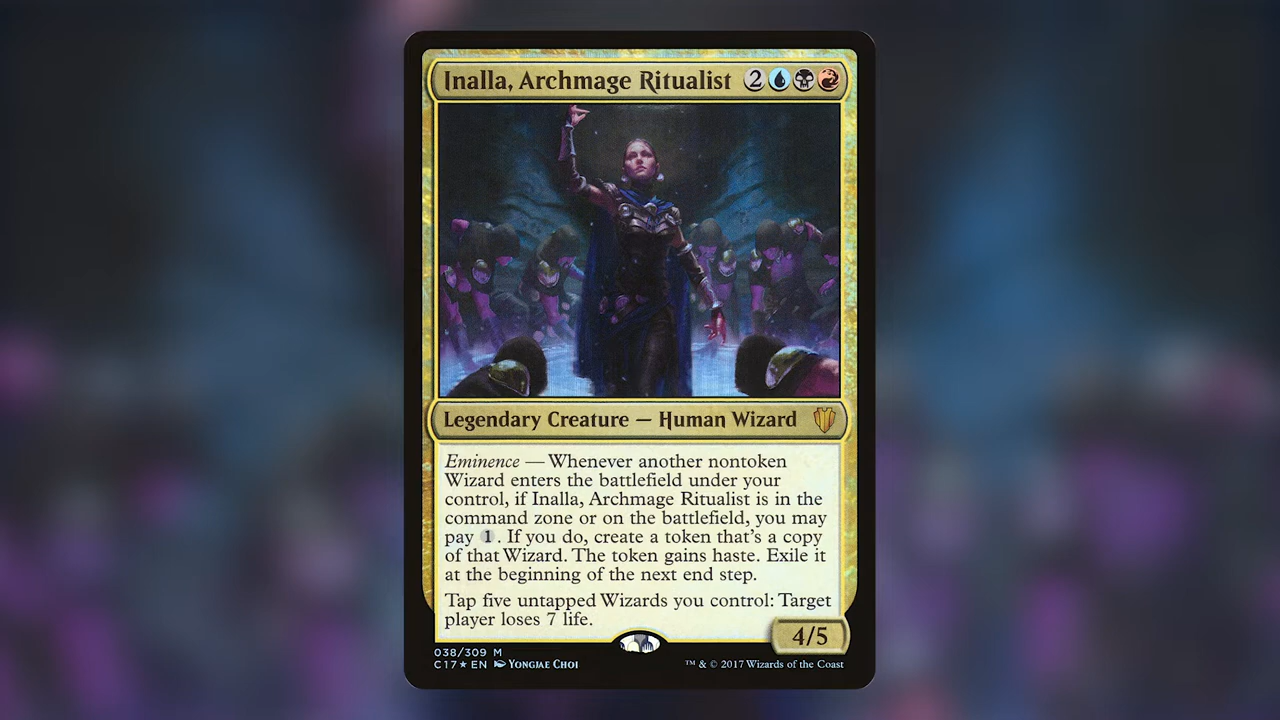 Inalla, Archmage Ritualist 2
Legendary Creature — Human Wizard
Eminence — Whenever another nontoken
Wizard enters the battlefield under your
control, if Inalla, Archmage Ritualist is in the
command zone or on the battlefield, you may
pay 1. If you do, create a token that's a copy
of that Wizard. The token gains haste. Exile it
at the beginning of the next end step.
Tap five untapped Wizards you control: Target
player loses 7 life.
4/5
038/309 M
C17★EN Yongjae Choi
™ & © 2017 Wizards of the Coast